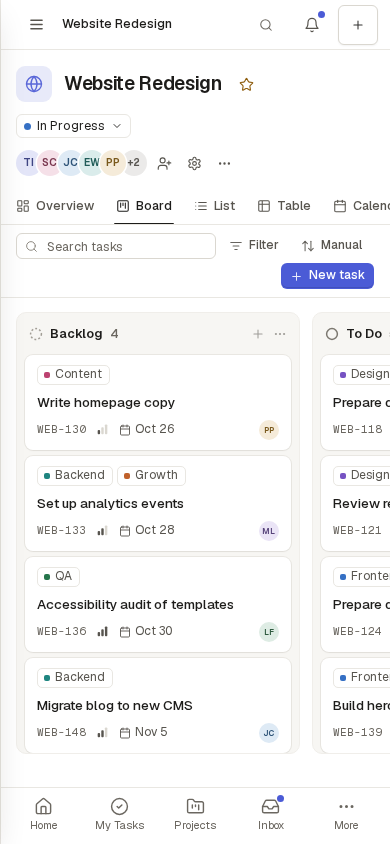 Website Redesign
Website Redesign
In Progress
TI SC JC EW PP +2
Overview Board List Table Calend
Search tasks Filter Manual
New task
Backlog 4
Content
Write homepage copy
WEB-130 Oct 26 PP
Backend Growth
Set up analytics events
WEB-133 Oct 28 ML
QA
Accessibility audit of templates
WEB-136 Oct 30 LF
Backend
Migrate blog to new CMS
WEB-148 Nov 5 JC
To Do
Design
Prepare c
WEB-118
Design
Review re
WEB-121
Fronte
Prepare c
WEB-124
Fronte
Build hero
WEB-139
Home My Tasks Projects Inbox More